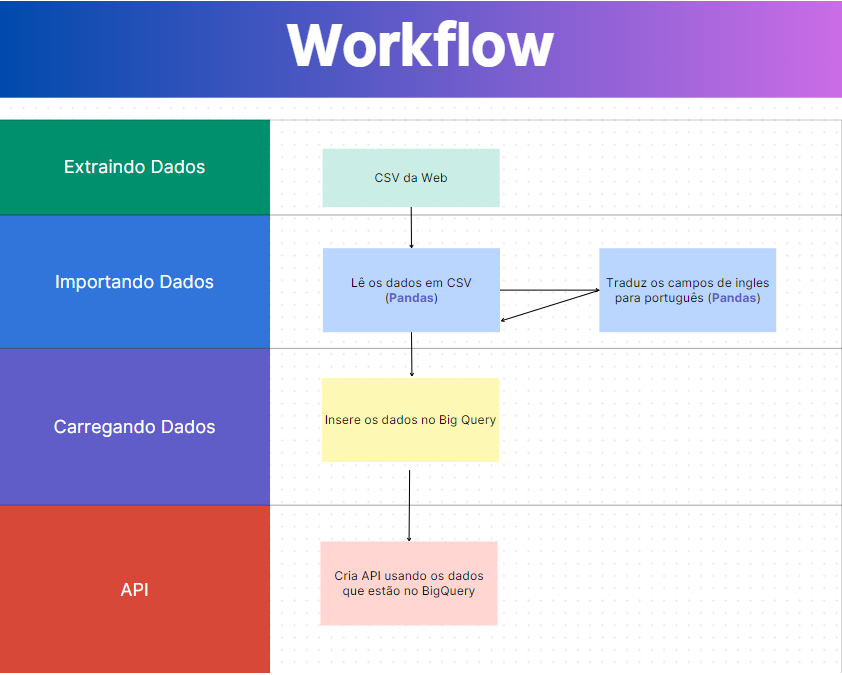 Workflow
Extraindo Dados
CSV da Web
Importando Dados
Lê os dados em CSV
(Pandas)
Traduz os campos de ingles
para português (Pandas)
Carregando Dados
Insere os dados no Big Query
API
Cria API usando os dados
que estão no BigQuery